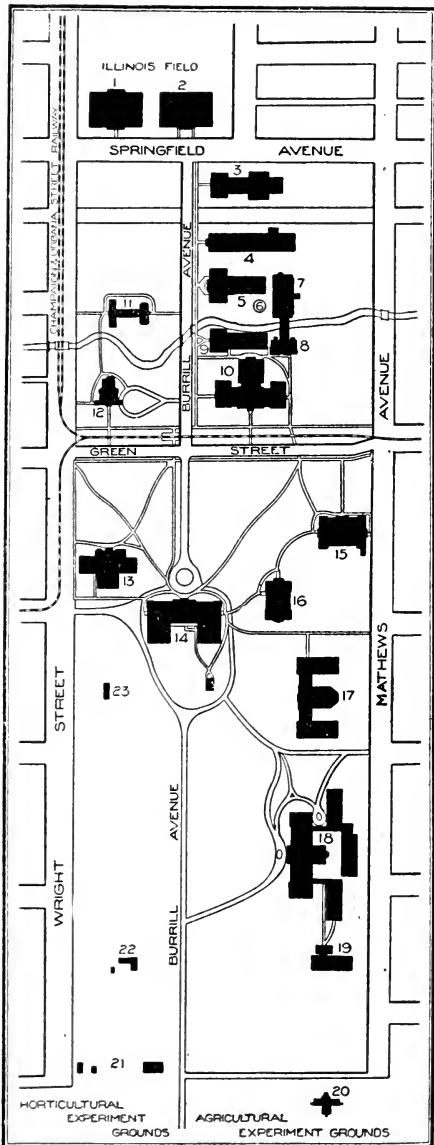 ILLINOIS FIELD
1 2
SPRINGFIELD AVENUE
CHAMPAIGN & URBANA STREET RAILWAY
3
AVENUE
4
7
5 6
11
9 8
10
12
BURRILL
AVENUE
GREEN STREET
15
13
16
14
MATHEWS
23
17
STREET
AVENUE
18
WRIGHT
19
22
BURRILL
21
20
HORTICULTURAL
EXPERIMENT
GROUNDS
AGRICULTURAL
EXPERIMENT GROUNDS